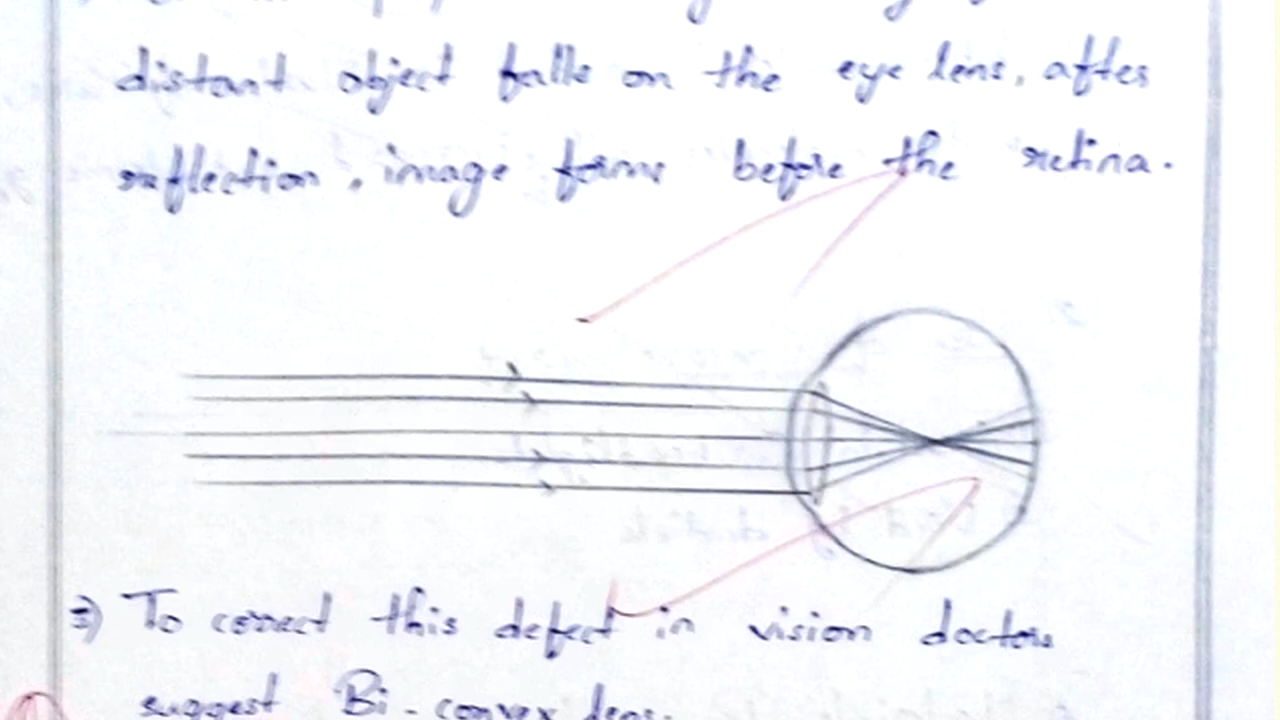 distant object falls on the eye lens, after
reflection, image forms before the retina.
3) To correct this defect in vision doctors
suggest Bi-convex lens.